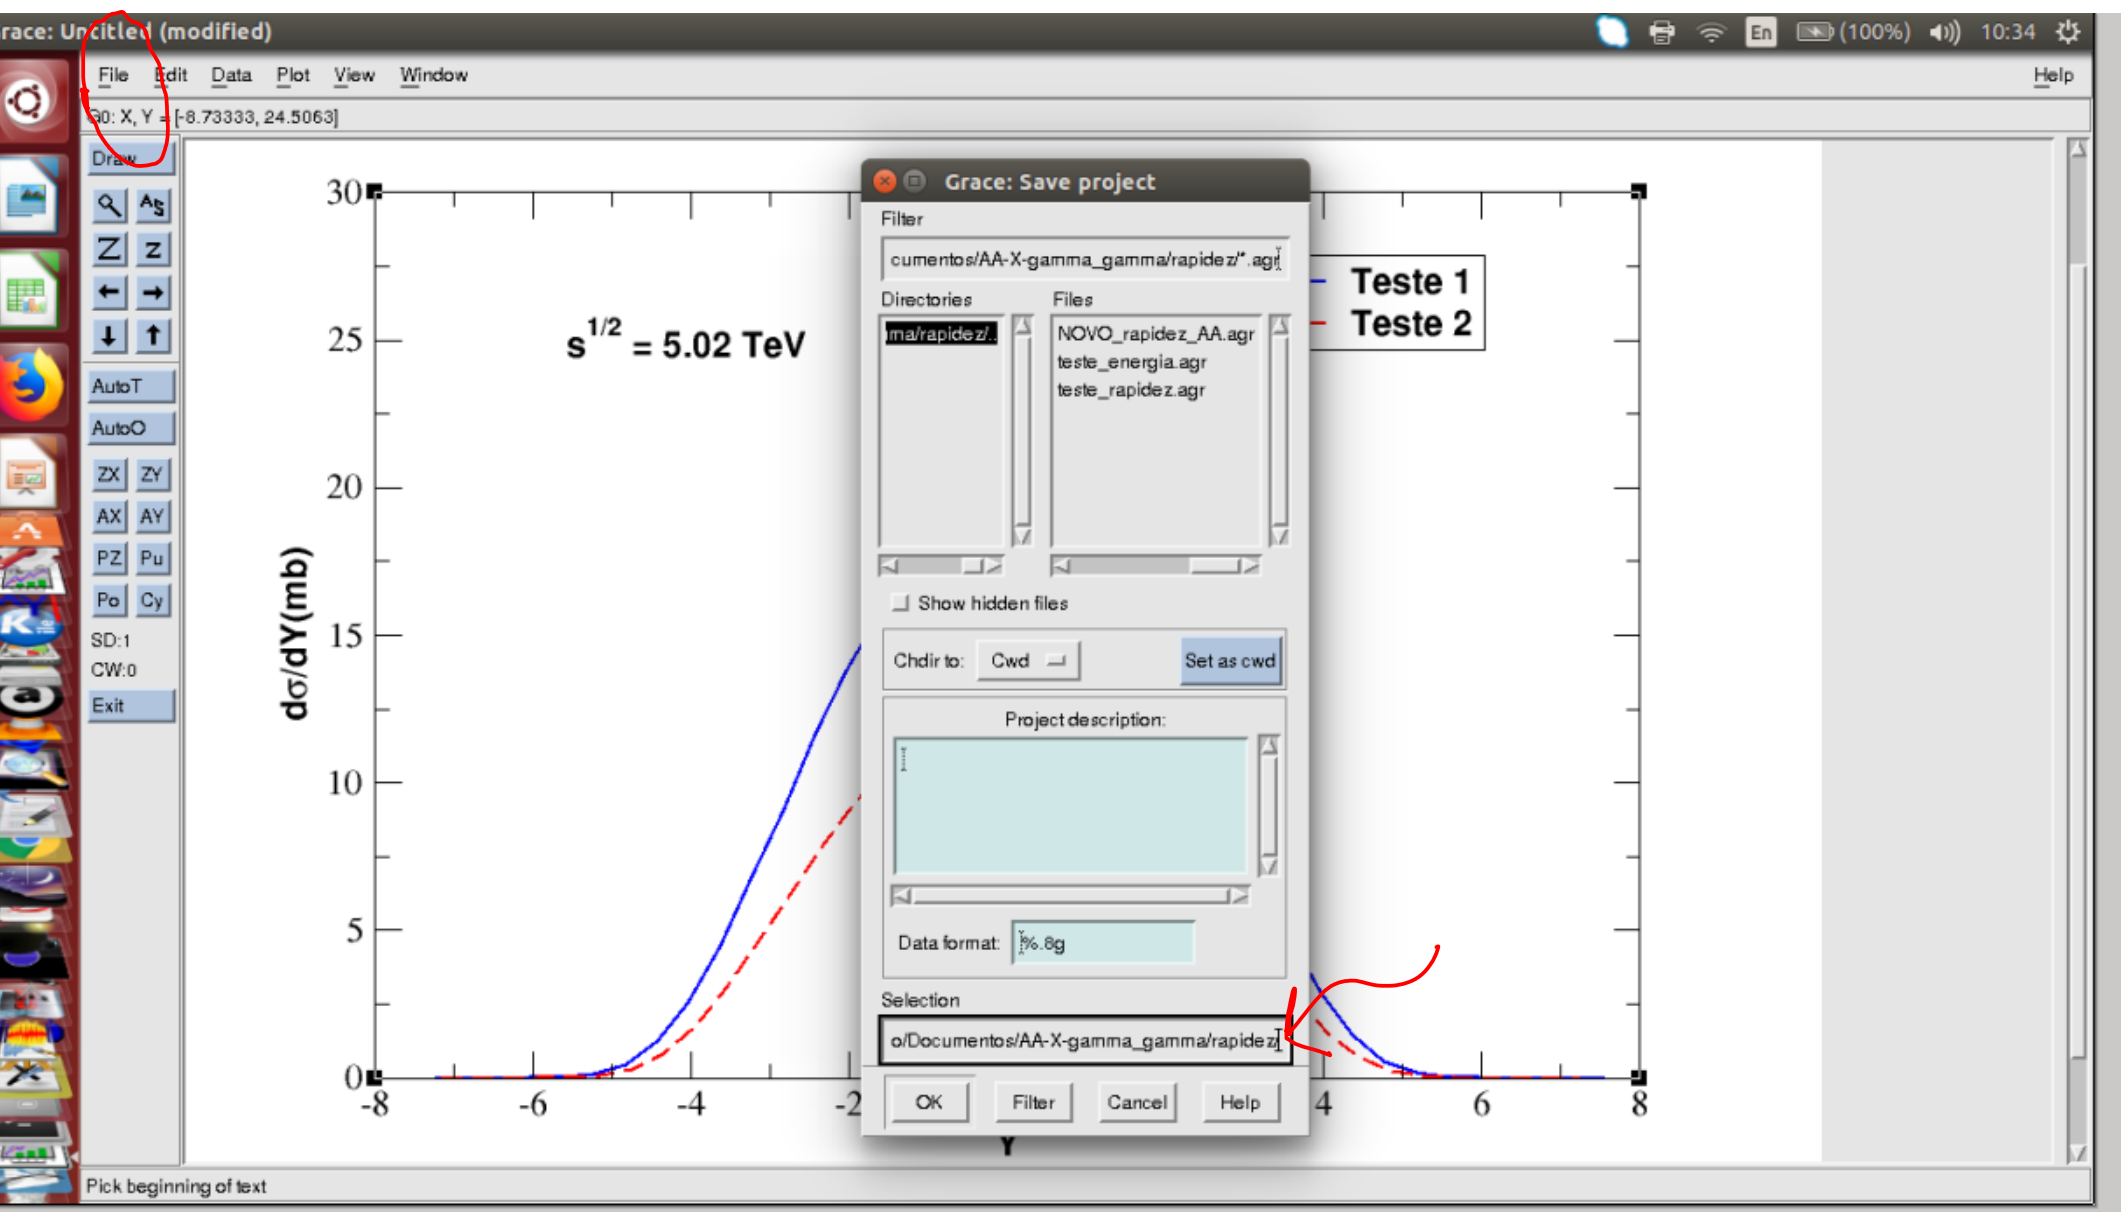 Grace: Untitled (modified)
En (100%) 10:34
File Edit Data Plot View Window Help
G0: X, Y = [-8.73333, 24.5063]
Draw
A S
Z z
AutoT
AutoO
ZX ZY
AX AY
PZ Pu
Po Cy
SD:1
CW:0
Exit
30
25
20
15
10
5
0
dσ/dY(mb)
s1/2 = 5.02 TeV
Teste 1
Teste 2
-8 -6 -4 -2 4 6 8
Y
Grace: Save project
Filter
cumentos/AA-X-gamma_gamma/rapidez/*.agr
Directories Files
ma/rapidez/..
NOVO_rapidez_AA.agr
teste_energia.agr
teste_rapidez.agr
Show hidden files
Chdir to: Cwd Set as cwd
Project description:
Data format: %.8g
Selection
o/Documentos/AA-X-gamma_gamma/rapidez/
OK Filter Cancel Help
Pick beginning of text